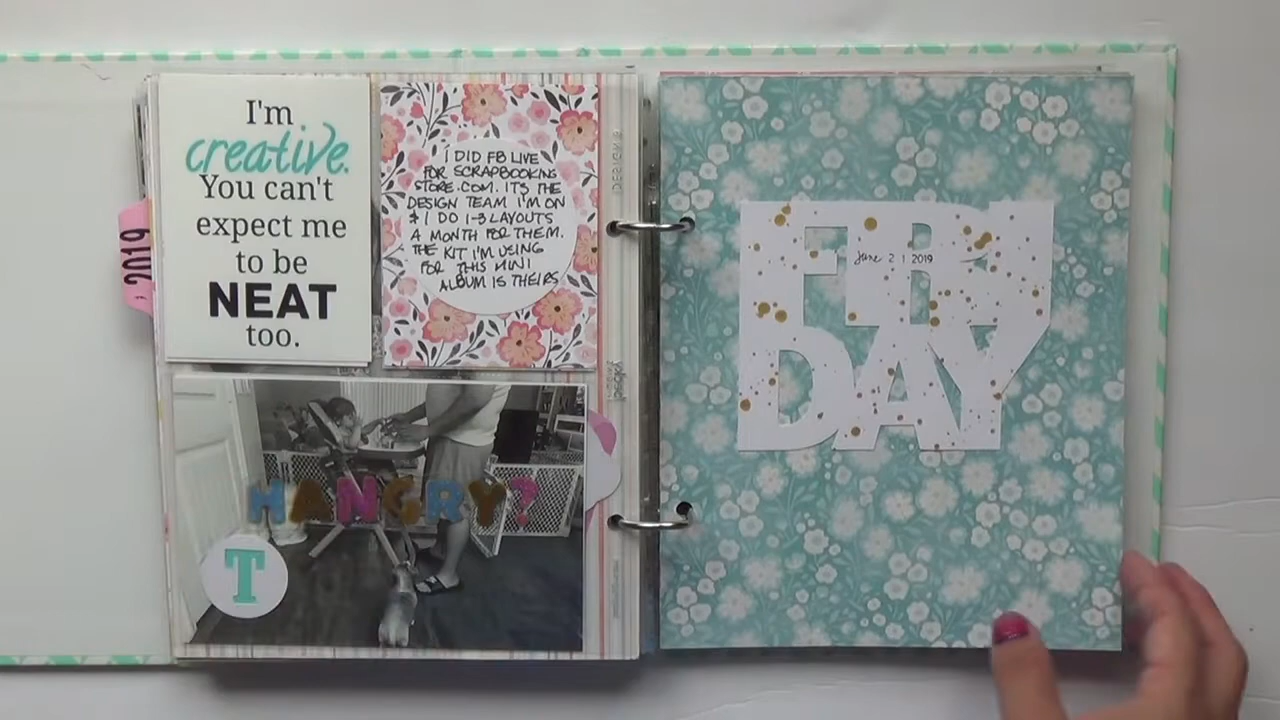 I'm
creative.
You can't
expect me
to be
NEAT
too.
I DID FB LIVE
FOR SCRAPBOOKING
STORE.COM. ITS THE
DESIGN TEAM I'M ON
& I DO 1-3 LAYOUTS
A MONTH FOR THEM.
THE KIT I'M USING
FOR THIS MINI
ALBUM IS THEIRS
2019
HANGRY?
T
FRI
DAY
June 21 2019